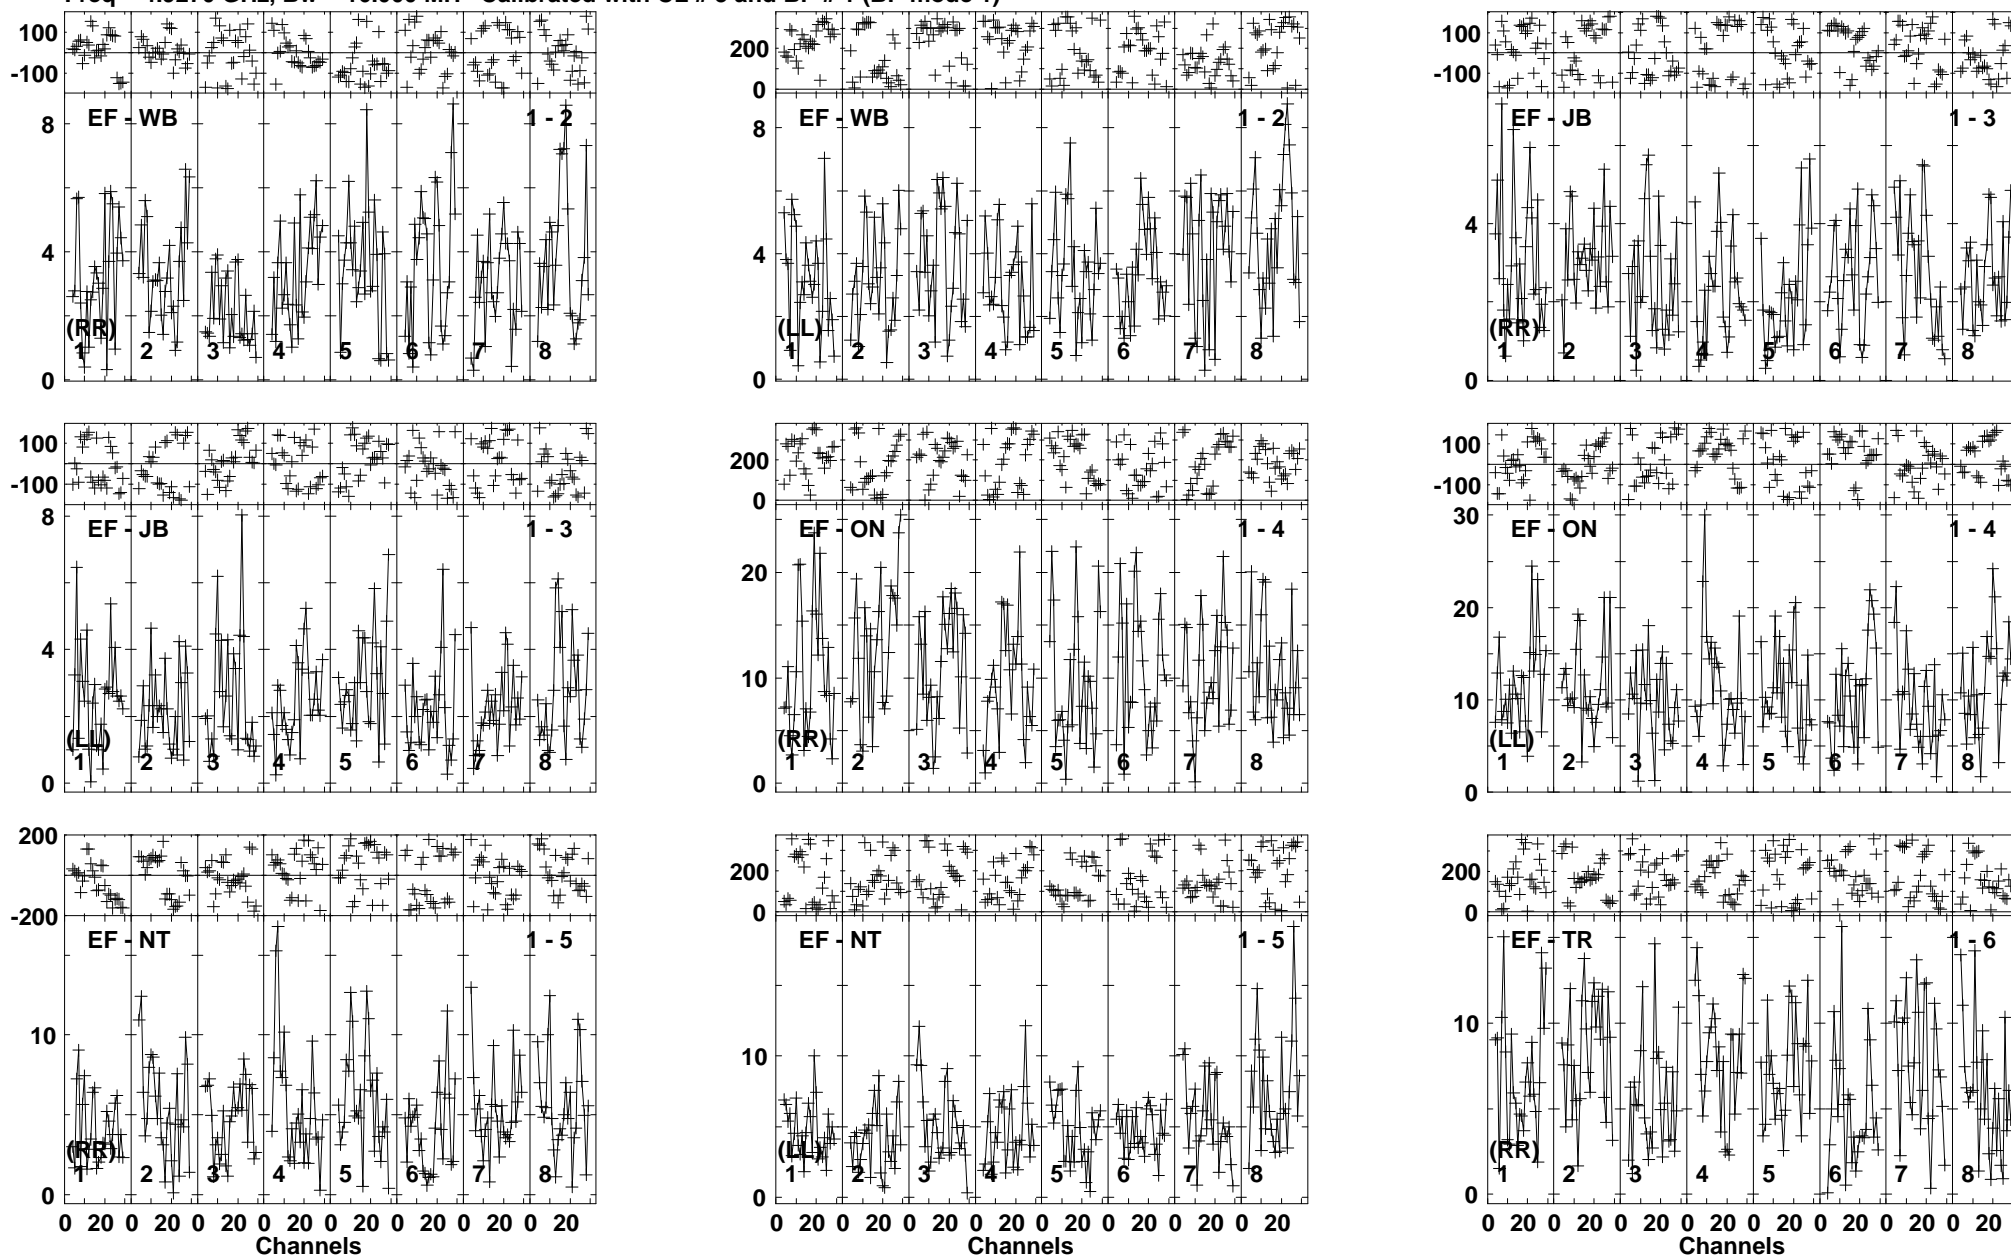 100 -100 EF - WB 1 - 2 8 4 0 (RR) 1 2 3 4 5 6 7 8
200 0 EF - WB 1 - 2 8 4 0 (LL) 1 2 3 4 5 6 7 8
100 -100 EF - JB 1 - 3 4 0 (RR) 1 2 3 4 5 6 7 8
100 -100 EF - JB 1 - 3 8 4 0 (LL) 1 2 3 4 5 6 7 8
200 0 EF - ON 1 - 4 20 10 0 (RR) 1 2 3 4 5 6 7 8
100 -100 EF - ON 1 - 4 30 20 10 0 (LL) 1 2 3 4 5 6 7 8
200 -200 EF - NT 1 - 5 10 0 (RR) 1 2 3 4 5 6 7 8
0 20 0 20 0 20 0 20 0 20 0 20 0 20 0 20
Channels
200 0 EF - NT 1 - 5 10 0 (LL) 1 2 3 4 5 6 7 8
0 20 0 20 0 20 0 20 0 20 0 20 0 20 0 20
Channels
200 0 EF - TR 1 - 6 10 0 (RR) 1 2 3 4 5 6 7 8
0 20 0 20 0 20 0 20 0 20 0 20 0 20 0 20
Channels